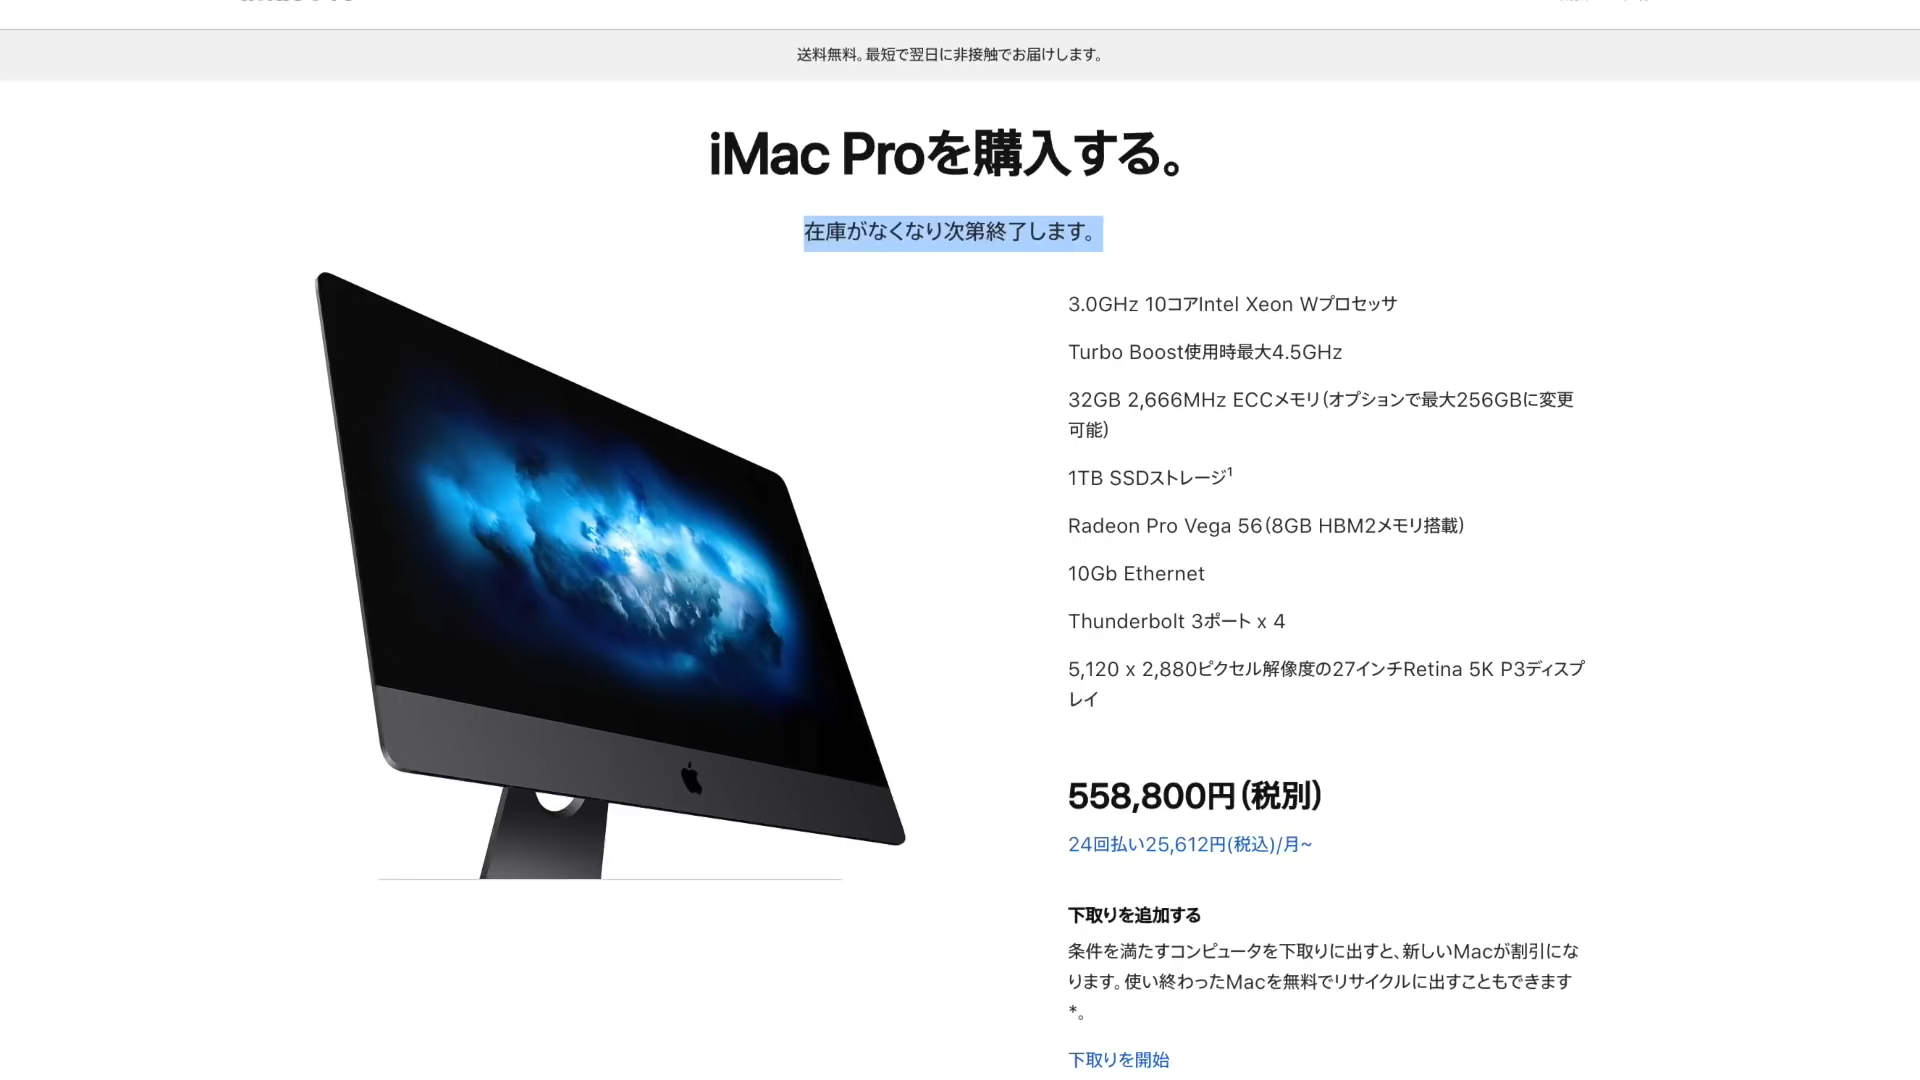 送料無料。最短で翌日に非接触でお届けします。
iMac Proを購入する。
在庫がなくなり次第終了します。
3.0GHz 10コアIntel Xeon Wプロセッサ
Turbo Boost使用時最大4.5GHz
32GB 2,666MHz ECCメモリ(オプションで最大256GBに変更
可能)
1TB SSDストレージ¹
Radeon Pro Vega 56(8GB HBM2メモリ搭載)
10Gb Ethernet
Thunderbolt 3ポート x 4
5,120 x 2,880ピクセル解像度の27インチRetina 5K P3ディスプ
レイ
558,800円(税別)
24回払い25,612円(税込)/月~
下取りを追加する
条件を満たすコンピュータを下取りに出すと、新しいMacが割引にな
ります。使い終わったMacを無料でリサイクルに出すこともできます
*。
下取りを開始